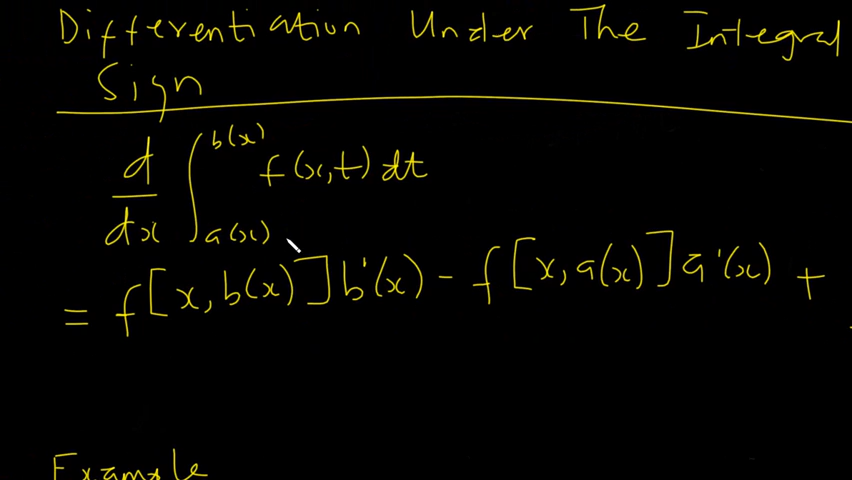 Differentiation Under The Integral
Sign
d/dx ∫_{a(x)}^{b(x)} f(x,t) dt
= f[x, b(x)] b'(x) - f[x, a(x)] a'(x) +
Example